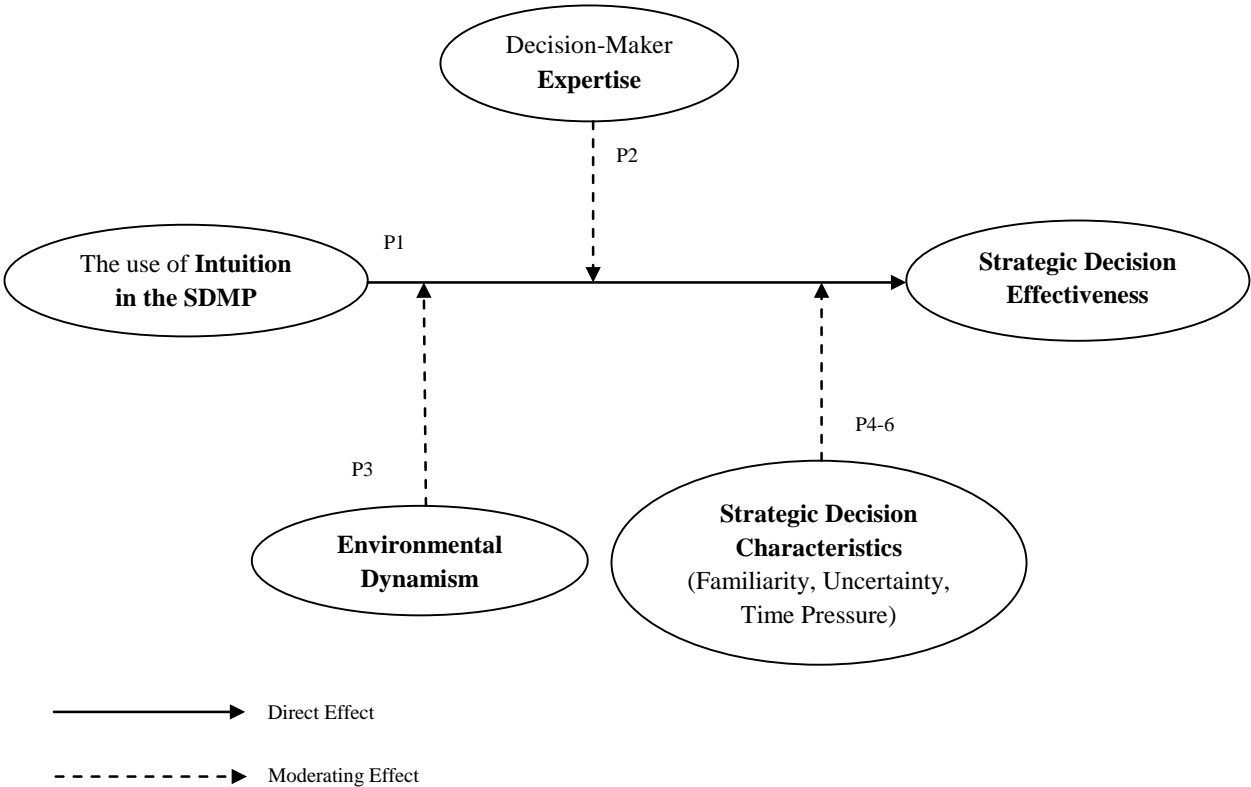 Decision-Maker
Expertise
P2
P1
The use of Intuition
in the SDMP
Strategic Decision
Effectiveness
P4-6
P3
Environmental
Dynamism
Strategic Decision
Characteristics
(Familiarity, Uncertainty,
Time Pressure)
Direct Effect
Moderating Effect